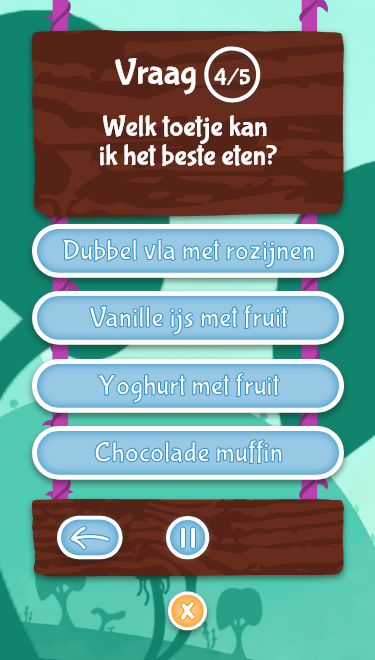 Vraag 4/5
Welk toetje kan
ik het beste eten?
Dubbel vla met rozijnen
Vanille ijs met fruit
Yoghurt met fruit
Chocolade muffin
X